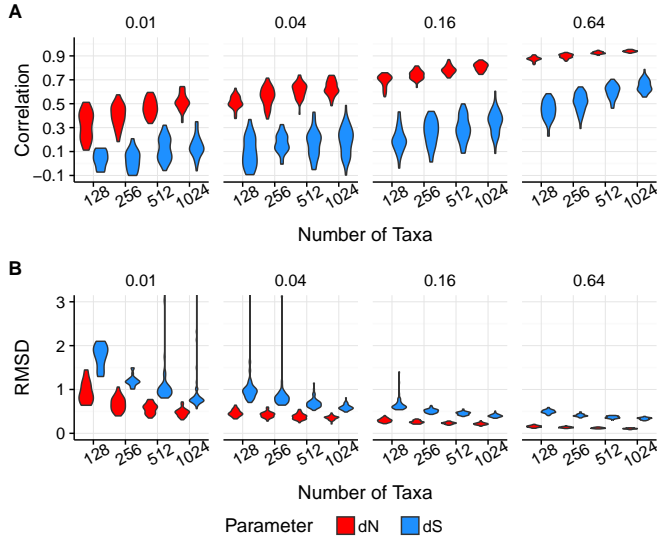 A
0.01 0.04 0.16 0.64
Correlation
0.9
0.7
0.5
0.3
0.1
−0.1
128 256 512 1024 128 256 512 1024 128 256 512 1024 128 256 512 1024
Number of Taxa
B
0.01 0.04 0.16 0.64
RMSD
3
2
1
0
128 256 512 1024 128 256 512 1024 128 256 512 1024 128 256 512 1024
Number of Taxa
Parameter dN dS